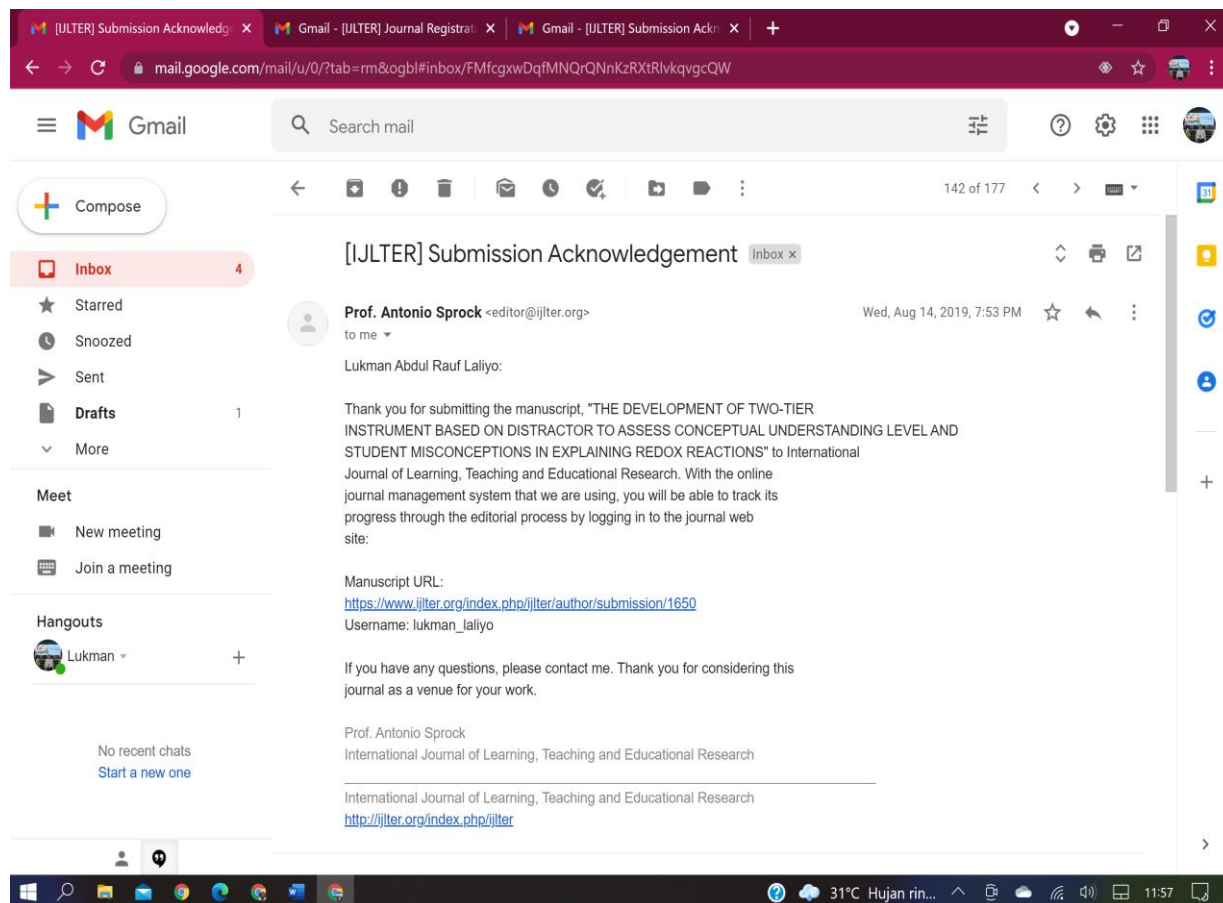 [IJLTER] Submission Acknowledge
Gmail - [IJLTER] Journal Registrati
Gmail - [IJLTER] Submission Ackn
mail.google.com/mail/u/0/?tab=rm&ogbl#inbox/FMfcgxwDqfMNQrQNnKzRXtRlvkqvgcQW
Gmail
Search mail
Compose
142 of 177
31
Inbox 4
Starred
Snoozed
Sent
Drafts 1
More
Meet
New meeting
Join a meeting
Hangouts
Lukman
No recent chats
Start a new one
[IJLTER] Submission Acknowledgement Inbox x
Prof. Antonio Sprock <editor@ijlter.org> Wed, Aug 14, 2019, 7:53 PM
to me
Lukman Abdul Rauf Laliyo:
Thank you for submitting the manuscript, "THE DEVELOPMENT OF TWO-TIER
INSTRUMENT BASED ON DISTRACTOR TO ASSESS CONCEPTUAL UNDERSTANDING LEVEL AND
STUDENT MISCONCEPTIONS IN EXPLAINING REDOX REACTIONS" to International
Journal of Learning, Teaching and Educational Research. With the online
journal management system that we are using, you will be able to track its
progress through the editorial process by logging in to the journal web
site:
Manuscript URL:
https://www.ijlter.org/index.php/ijlter/author/submission/1650
Username: lukman_laliyo
If you have any questions, please contact me. Thank you for considering this
journal as a venue for your work.
Prof. Antonio Sprock
International Journal of Learning, Teaching and Educational Research
International Journal of Learning, Teaching and Educational Research
http://ijlter.org/index.php/ijlter
31°C Hujan rin... 11:57